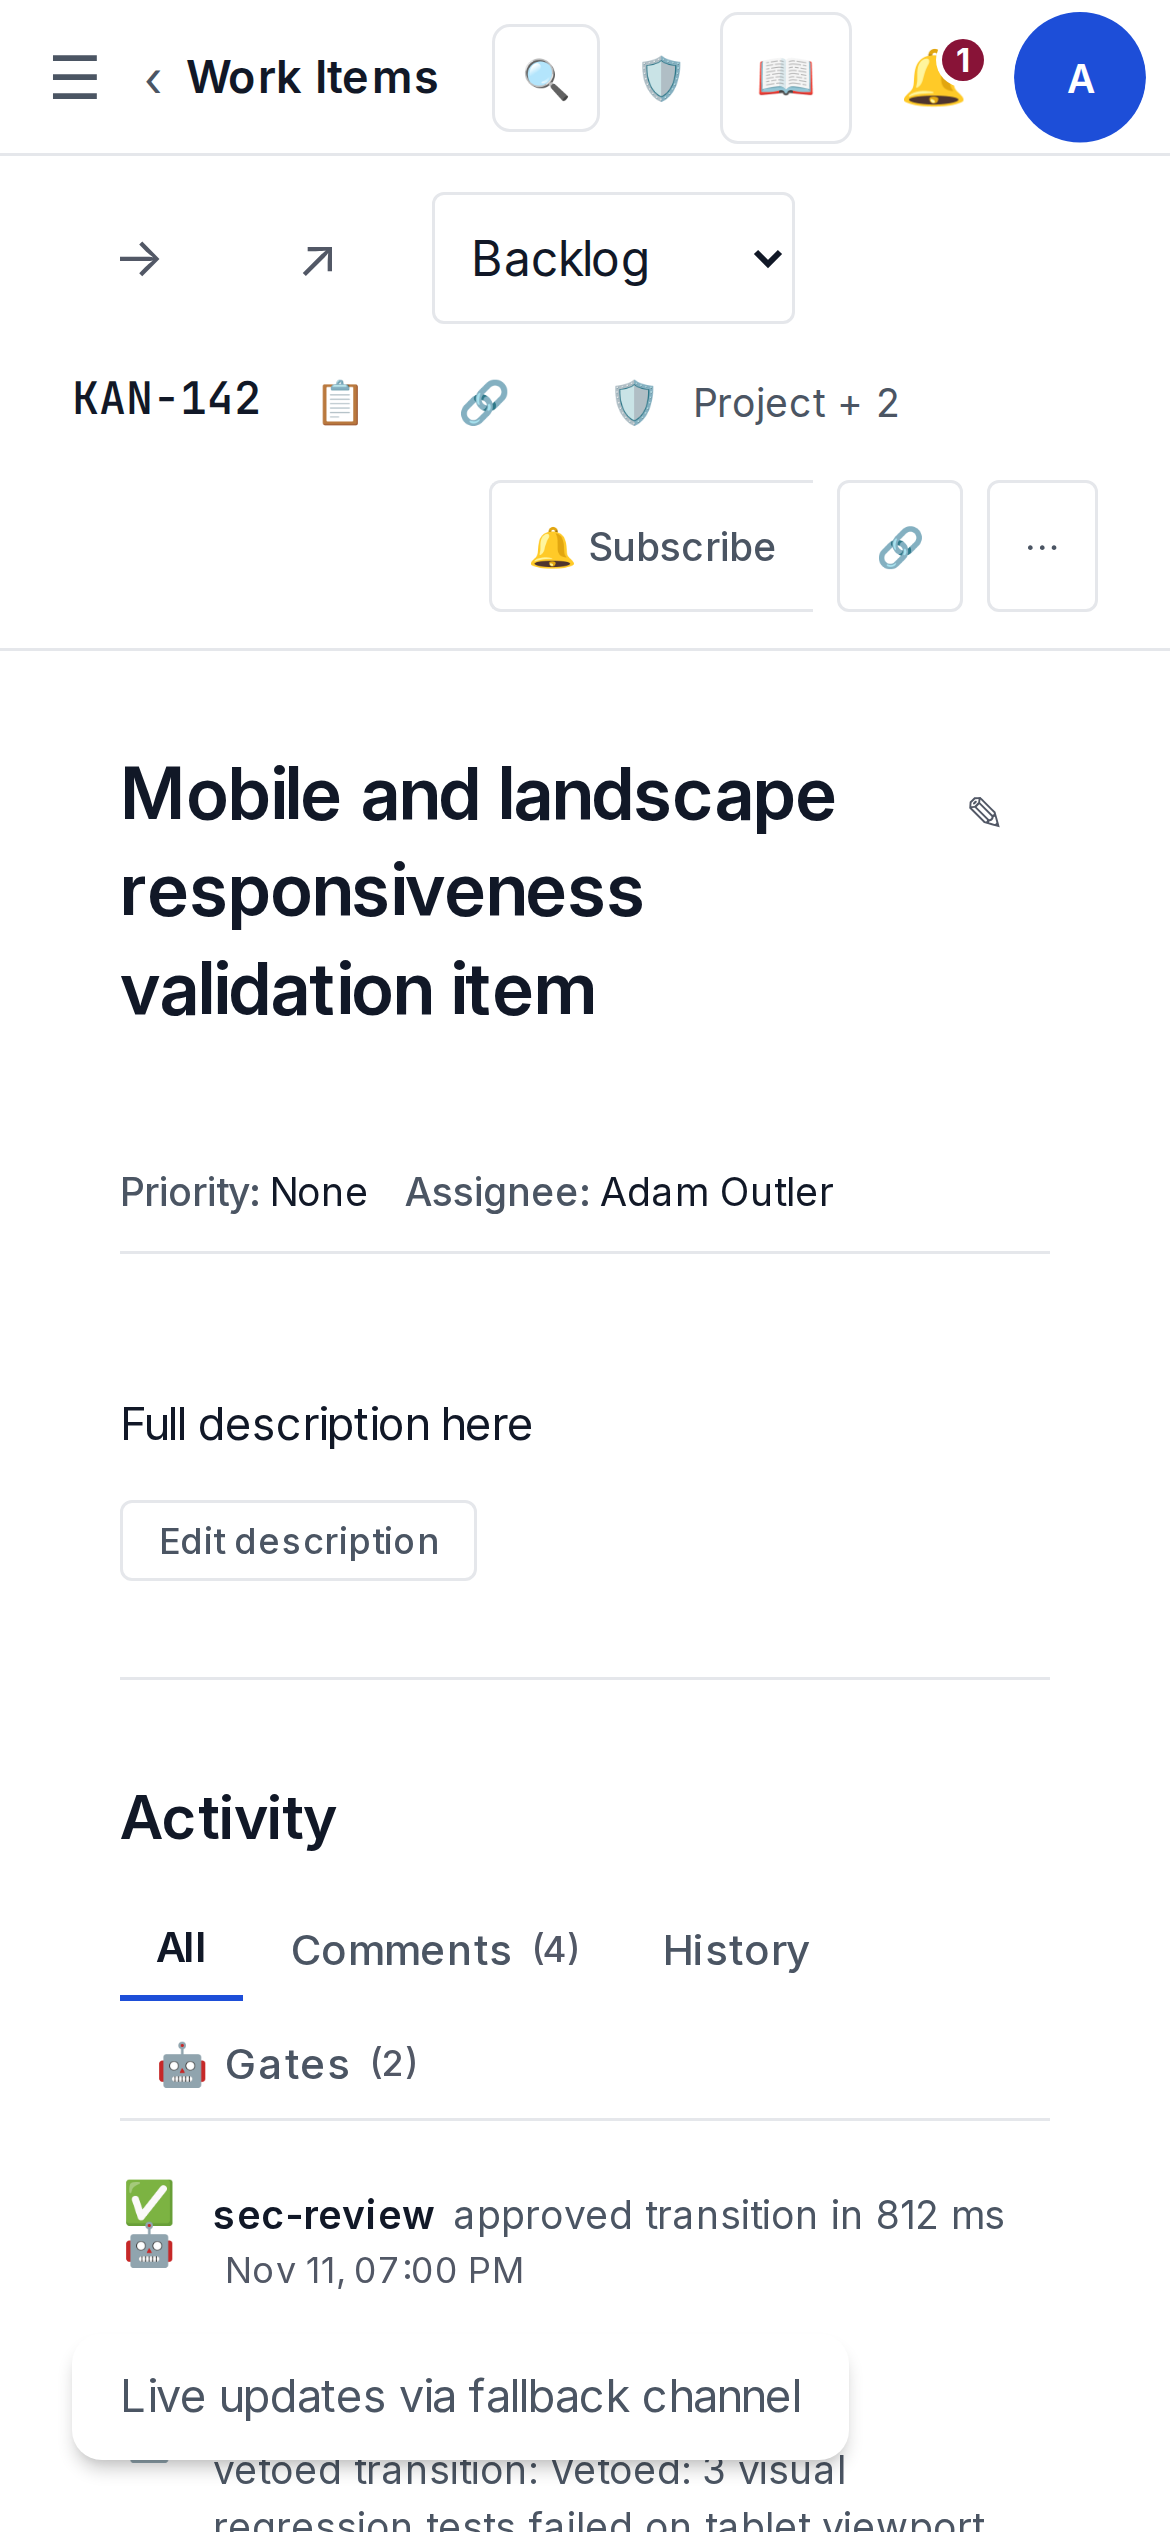 Work Items
1
A
Backlog
KAN-142
Project + 2
Subscribe
...
Mobile and landscape
responsiveness
validation item
Priority: None Assignee: Adam Outler
Full description here
Edit description
Activity
All Comments (4) History
Gates (2)
sec-review approved transition in 812 ms
Nov 11, 07:00 PM
Live updates via fallback channel
vetoed transition: Vetoed: 3 visual
regression tests failed on tablet viewport